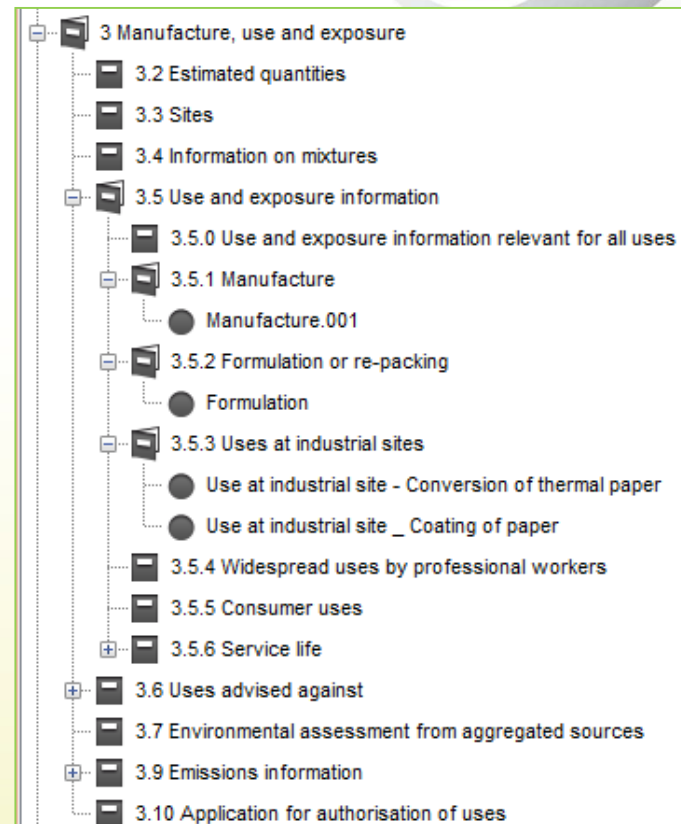 3 Manufacture, use and exposure
3.2 Estimated quantities
3.3 Sites
3.4 Information on mixtures
3.5 Use and exposure information
3.5.0 Use and exposure information relevant for all uses
3.5.1 Manufacture
Manufacture.001
3.5.2 Formulation or re-packing
Formulation
3.5.3 Uses at industrial sites
Use at industrial site - Conversion of thermal paper
Use at industrial site _ Coating of paper
3.5.4 Widespread uses by professional workers
3.5.5 Consumer uses
3.5.6 Service life
3.6 Uses advised against
3.7 Environmental assessment from aggregated sources
3.9 Emissions information
3.10 Application for authorisation of uses